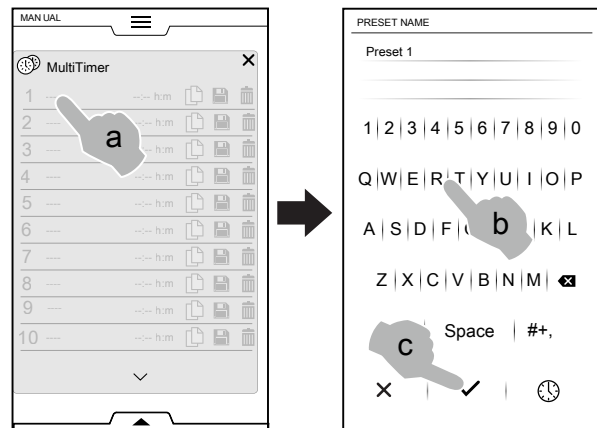 MANUAL
MultiTimer
1 ---- --:-- h:m
2 ---- --:-- h:m
3 ---- --:-- h:m
4 ---- --:-- h:m
5 ---- --:-- h:m
6 ---- --:-- h:m
7 ---- --:-- h:m
8 ---- --:-- h:m
9 ---- --:-- h:m
10 ---- --:-- h:m
a
PRESET NAME
Preset 1
1 2 3 4 5 6 7 8 9 0
Q W E R T Y U I O P
A S D F K L
b
Z X C V B N M
Space #+,
c